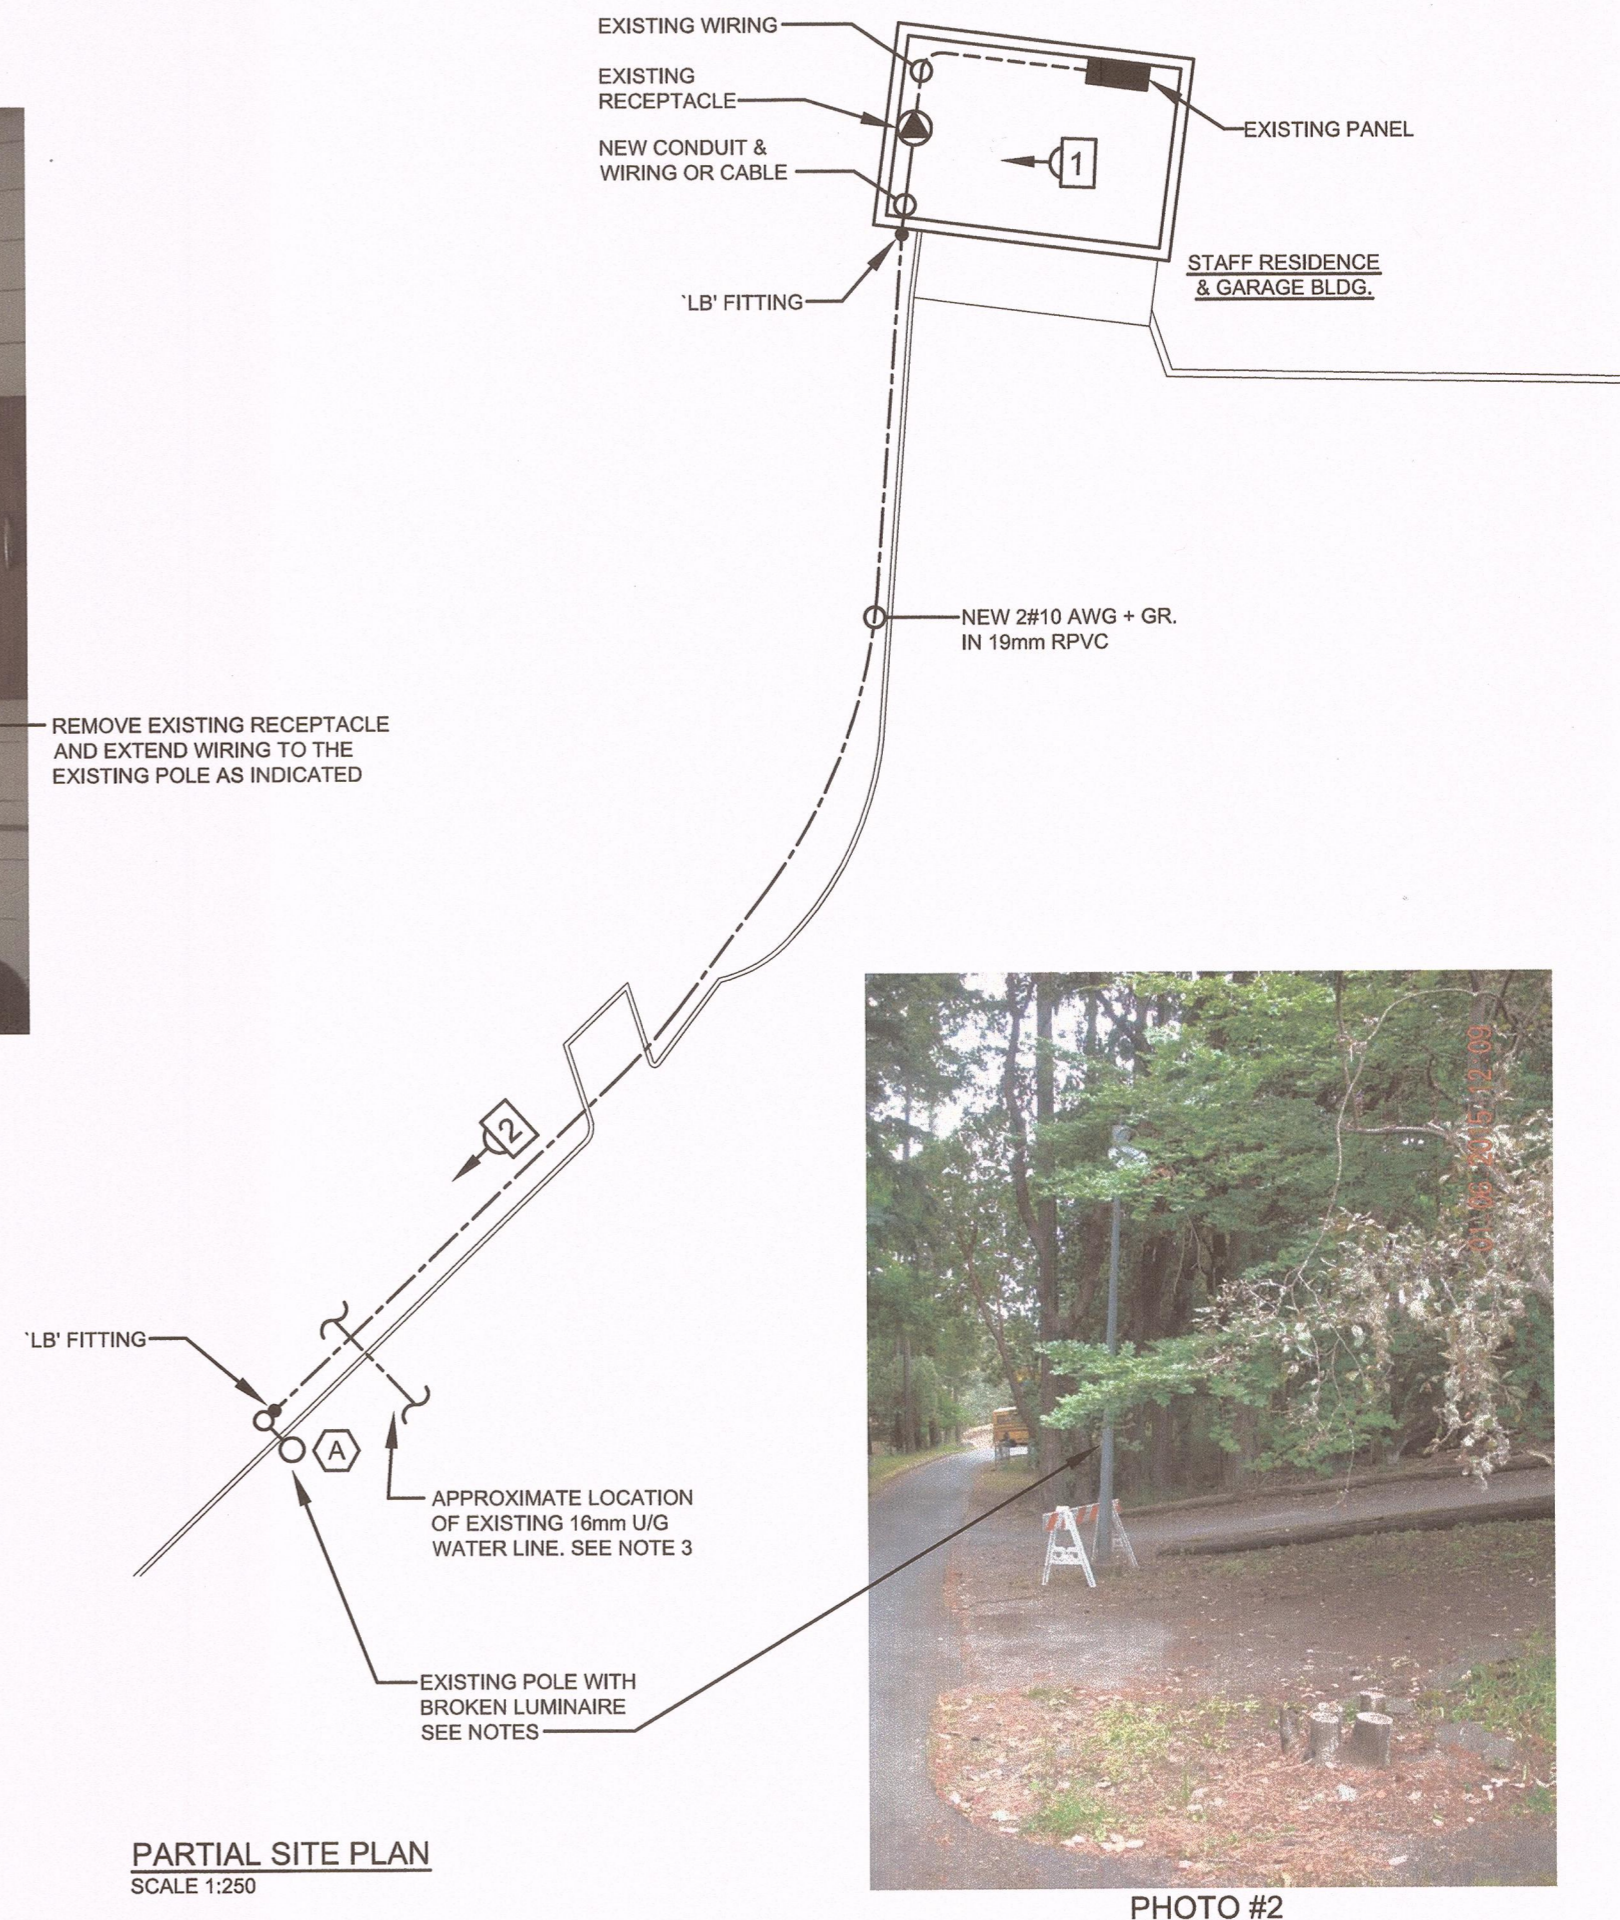 EXISTING WIRING
EXISTING
RECEPTACLE
NEW CONDUIT &
WIRING OR CABLE
EXISTING PANEL
1
STAFF RESIDENCE
& GARAGE BLDG.
`LB' FITTING
NEW 2#10 AWG + GR.
IN 19mm RPVC
REMOVE EXISTING RECEPTACLE
AND EXTEND WIRING TO THE
EXISTING POLE AS INDICATED
2
`LB' FITTING
A
APPROXIMATE LOCATION
OF EXISTING 16mm U/G
WATER LINE. SEE NOTE 3
EXISTING POLE WITH
BROKEN LUMINAIRE
SEE NOTES
PARTIAL SITE PLAN
SCALE 1:250
PHOTO #2